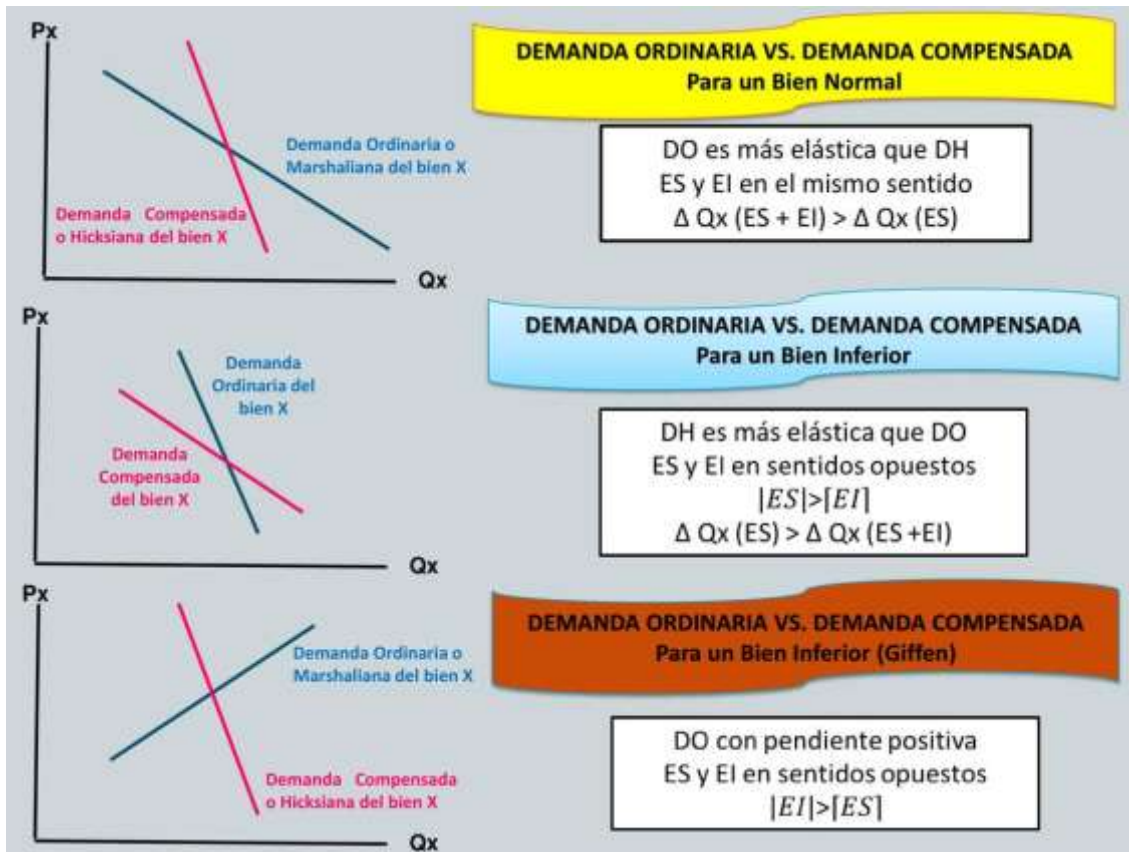 Px
DEMANDA ORDINARIA VS. DEMANDA COMPENSADA
Para un Bien Normal
Demanda Ordinaria o
Marshaliana del bien X
Demanda Compensada
o Hicksiana del bien X
Qx
DO es más elástica que DH
ES y EI en el mismo sentido
Δ Qx (ES + EI) > Δ Qx (ES)
Px
DEMANDA ORDINARIA VS. DEMANDA COMPENSADA
Para un Bien Inferior
Demanda
Ordinaria del
bien X
Demanda
Compensada
del bien X
Qx
DH es más elástica que DO
ES y EI en sentidos opuestos
|ES|>⌈EI⌉
Δ Qx (ES) > Δ Qx (ES +EI)
Px
DEMANDA ORDINARIA VS. DEMANDA COMPENSADA
Para un Bien Inferior (Giffen)
Demanda Ordinaria o
Marshaliana del bien X
Demanda Compensada
o Hicksiana del bien X
Qx
DO con pendiente positiva
ES y EI en sentidos opuestos
|EI|>⌈ES⌉